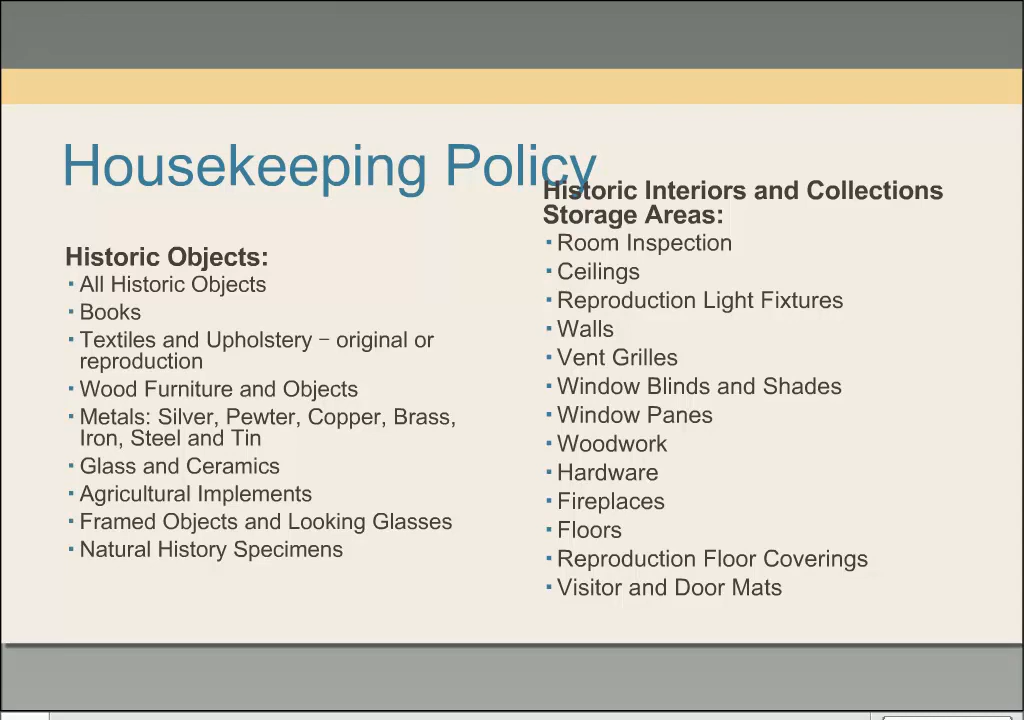 Housekeeping Policy
Historic Objects:
▪ All Historic Objects
▪ Books
▪ Textiles and Upholstery – original or
reproduction
▪ Wood Furniture and Objects
▪ Metals: Silver, Pewter, Copper, Brass,
Iron, Steel and Tin
▪ Glass and Ceramics
▪ Agricultural Implements
▪ Framed Objects and Looking Glasses
▪ Natural History Specimens
Historic Interiors and Collections
Storage Areas:
▪ Room Inspection
▪ Ceilings
▪ Reproduction Light Fixtures
▪ Walls
▪ Vent Grilles
▪ Window Blinds and Shades
▪ Window Panes
▪ Woodwork
▪ Hardware
▪ Fireplaces
▪ Floors
▪ Reproduction Floor Coverings
▪ Visitor and Door Mats